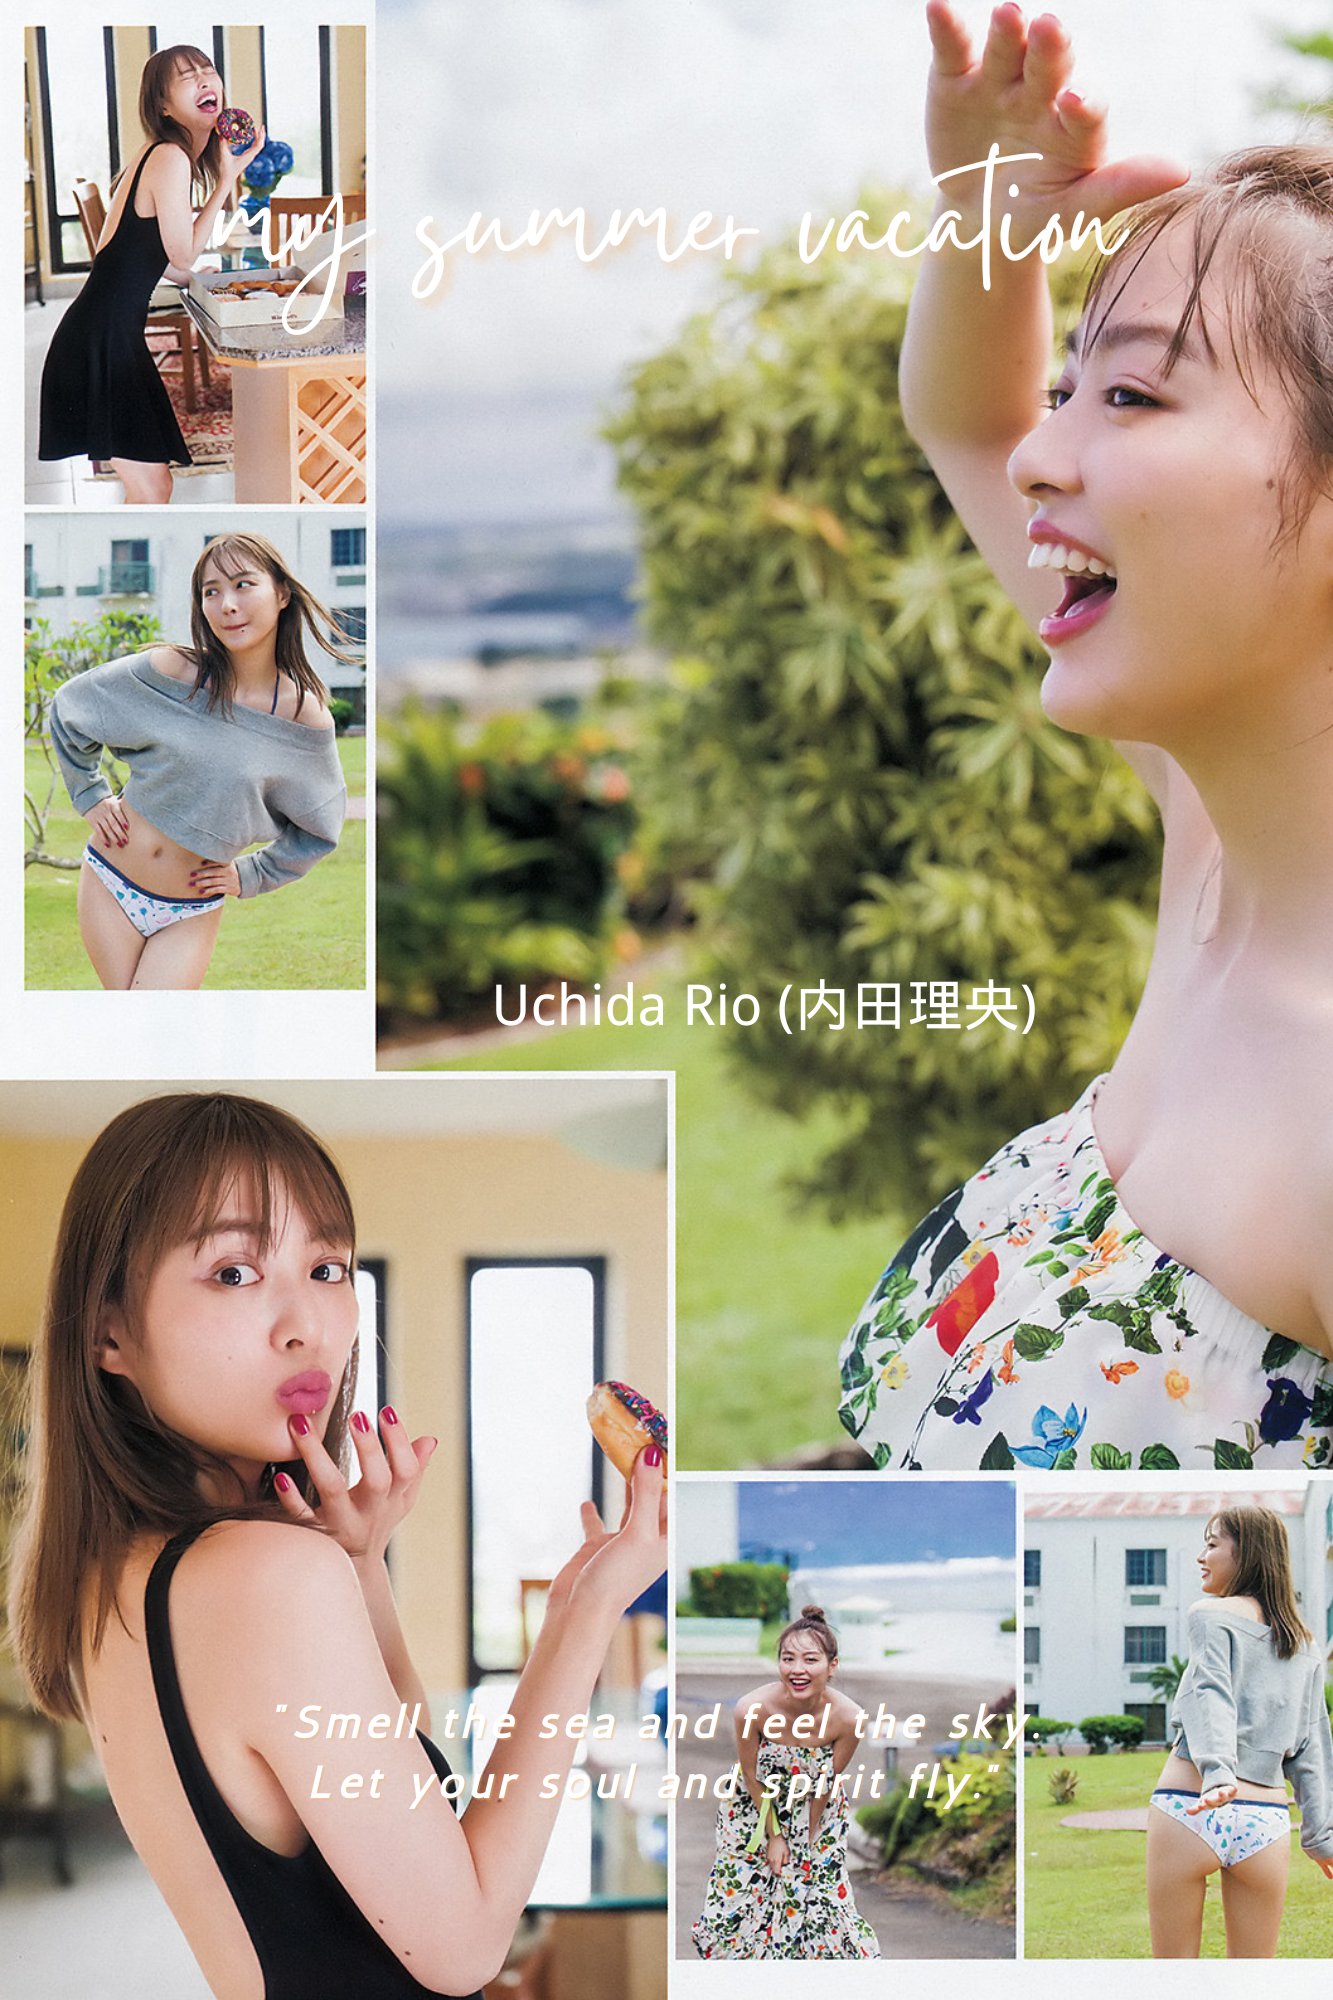 my summer vacation
Uchida Rio (内田理央)
"Smell the sea and feel the sky.
Let your soul and spirit fly."